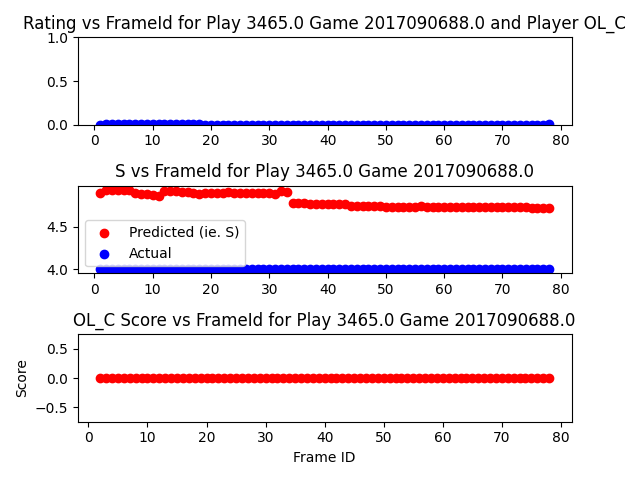 Rating vs FrameId for Play 3465.0 Game 2017090688.0 and Player OL_C
1.0
0.5
0.0
0 10 20 30 40 50 60 70 80
S vs FrameId for Play 3465.0 Game 2017090688.0
4.5
4.0
Predicted (ie. S)
Actual
0 10 20 30 40 50 60 70 80
OL_C Score vs FrameId for Play 3465.0 Game 2017090688.0
Score
0.5
0.0
−0.5
0 10 20 30 40 50 60 70 80
Frame ID